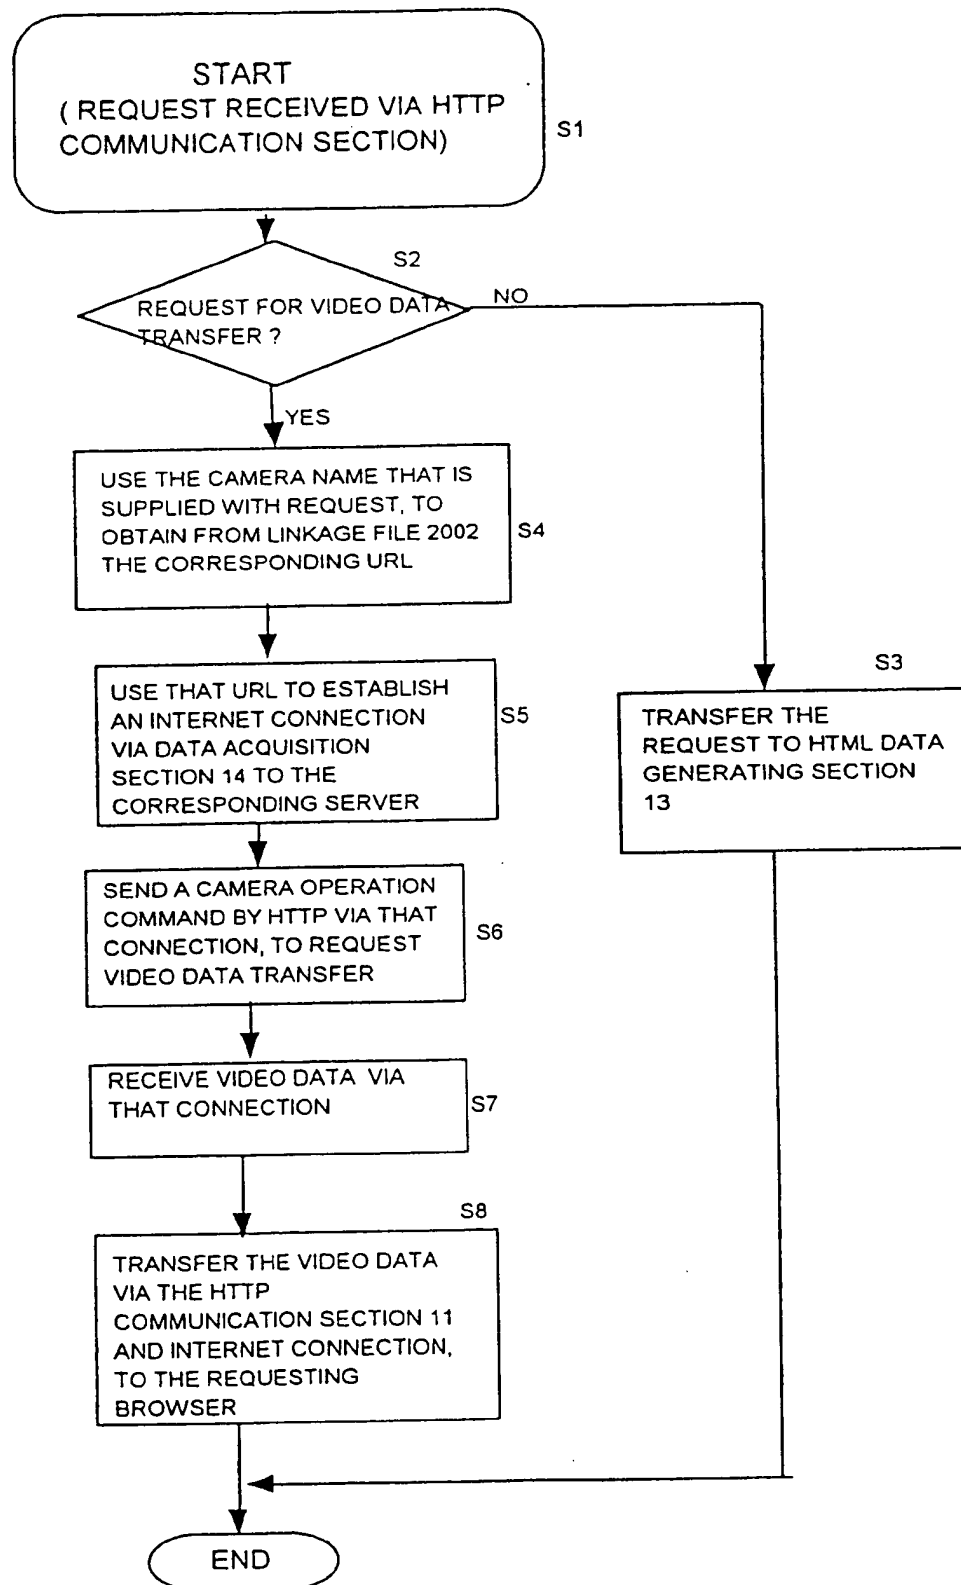 START
( REQUEST RECEIVED VIA HTTP
COMMUNICATION SECTION)
S1
S2
REQUEST FOR VIDEO DATA
TRANSFER ?
NO
YES
USE THE CAMERA NAME THAT IS
SUPPLIED WITH REQUEST, TO
OBTAIN FROM LINKAGE FILE 2002
THE CORRESPONDING URL
S4
USE THAT URL TO ESTABLISH
AN INTERNET CONNECTION
VIA DATA ACQUISITION
SECTION 14 TO THE
CORRESPONDING SERVER
S5
S3
TRANSFER THE
REQUEST TO HTML DATA
GENERATING SECTION
13
SEND A CAMERA OPERATION
COMMAND BY HTTP VIA THAT
CONNECTION, TO REQUEST
VIDEO DATA TRANSFER
S6
RECEIVE VIDEO DATA VIA
THAT CONNECTION
S7
S8
TRANSFER THE VIDEO DATA
VIA THE HTTP
COMMUNICATION SECTION 11
AND INTERNET CONNECTION,
TO THE REQUESTING
BROWSER
END